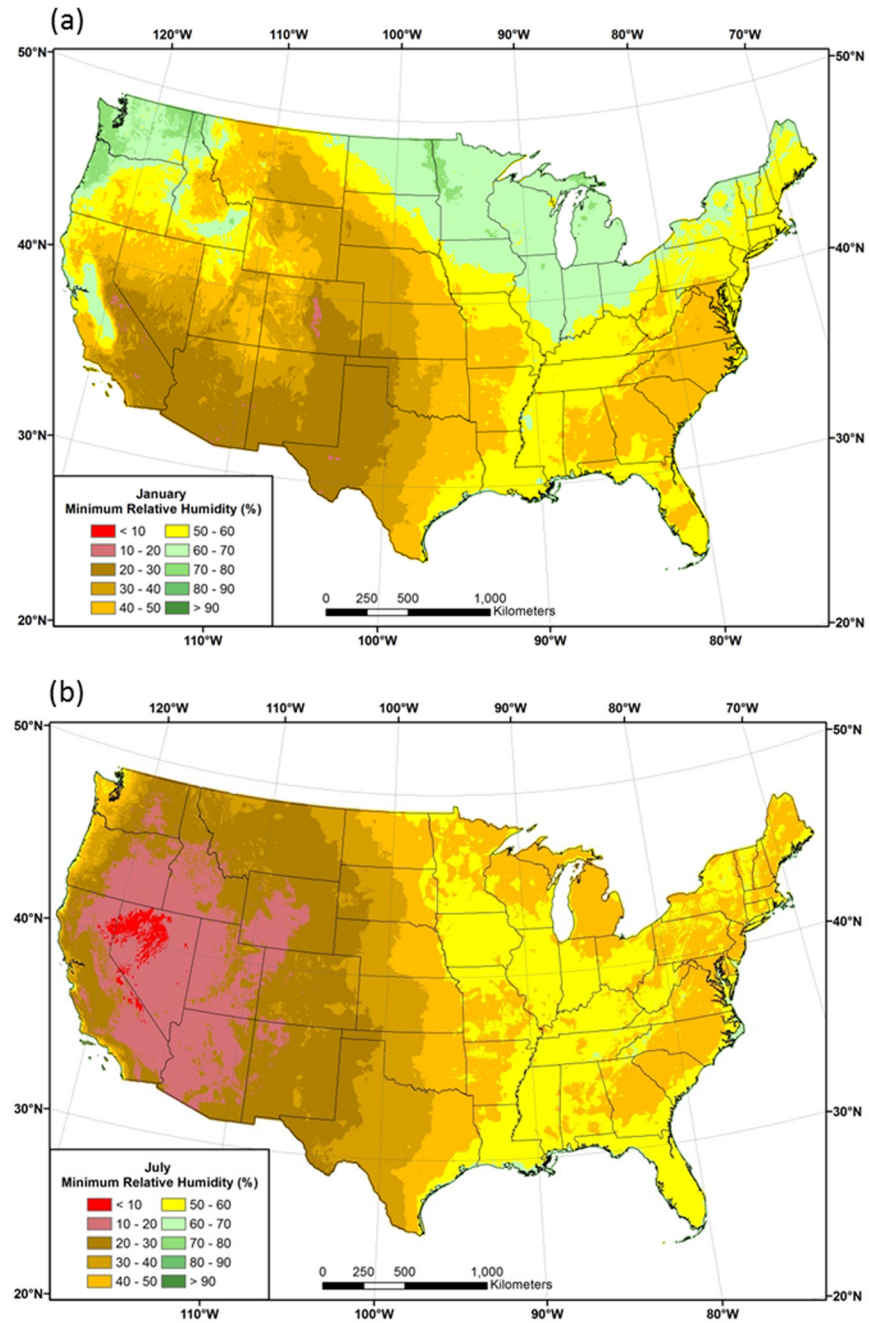 (a)
120°W 110°W 100°W 90°W 80°W 70°W
50°N 50°N
40°N 40°N
30°N 30°N
January
Minimum Relative Humidity (%)
< 10 50 - 60
10 - 20 60 - 70
20 - 30 70 - 80
30 - 40 80 - 90
40 - 50 > 90
0 250 500 1,000
Kilometers
20°N 20°N
110°W 100°W 90°W 80°W
(b)
120°W 110°W 100°W 90°W 80°W 70°W
50°N 50°N
40°N 40°N
30°N 30°N
July
Minimum Relative Humidity (%)
< 10 50 - 60
10 - 20 60 - 70
20 - 30 70 - 80
30 - 40 80 - 90
40 - 50 > 90
0 250 500 1,000
Kilometers
20°N 20°N
110°W 100°W 90°W 80°W